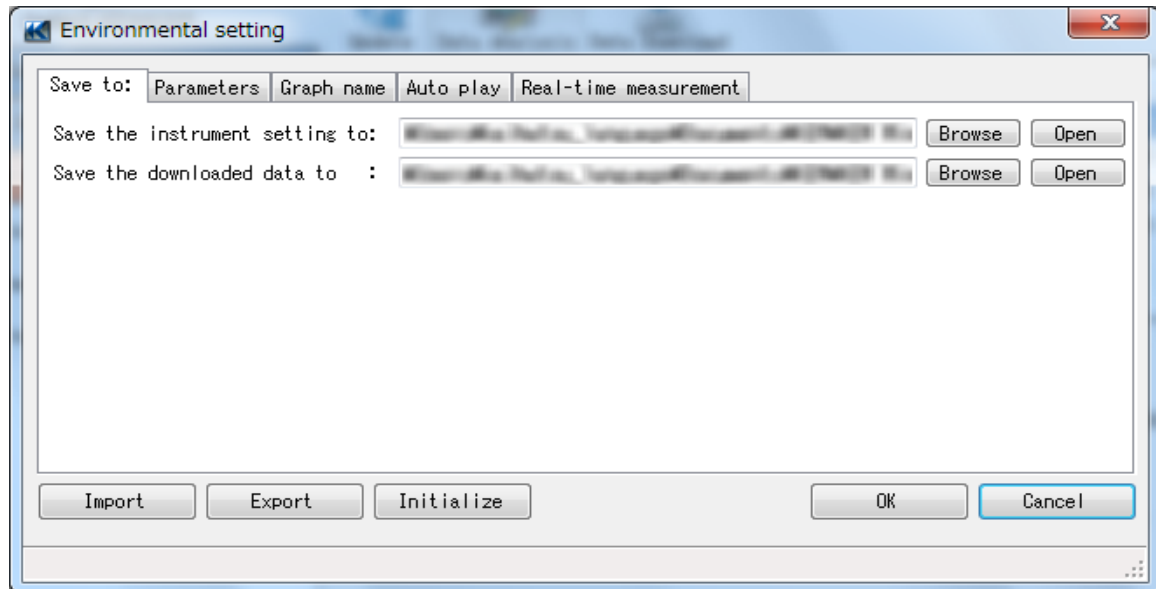 Environmental setting
Save to: Parameters Graph name Auto play Real-time measurement
Save the instrument setting to: Browse Open
Save the downloaded data to : Browse Open
Import Export Initialize OK Cancel